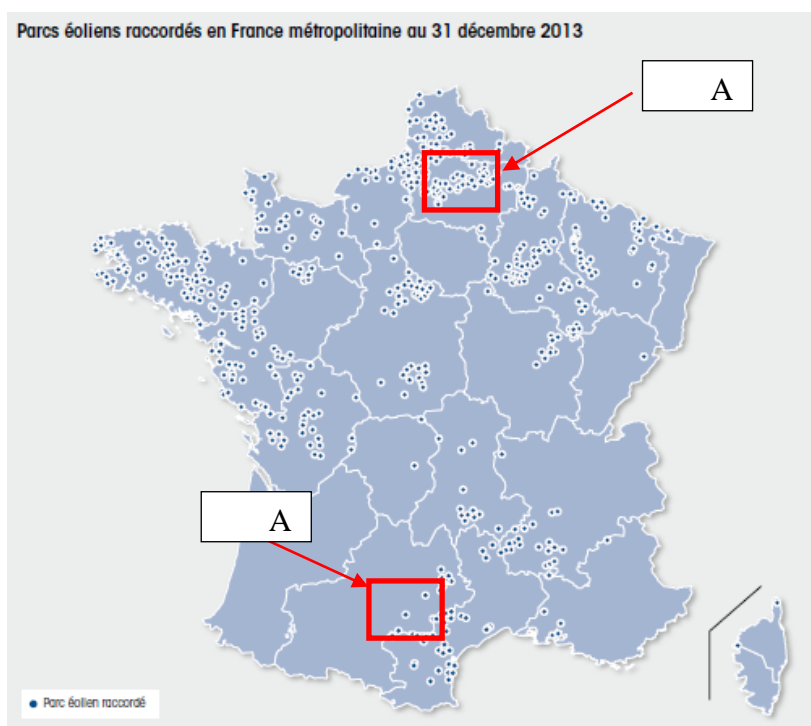 Parcs éoliens raccordés en France métropolitaine au 31 décembre 2013
A
A
Parc éolien raccordé